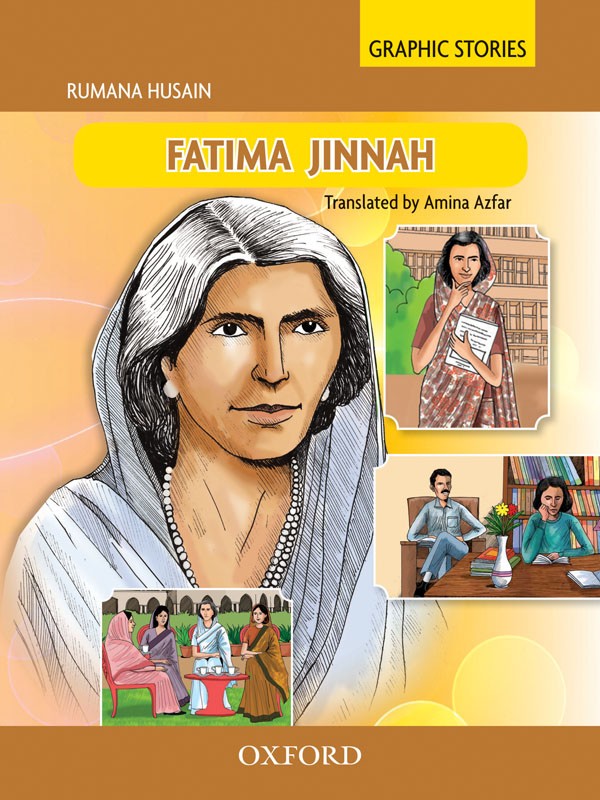 GRAPHIC STORIES
RUMANA HUSAIN
FATIMA JINNAH
Translated by Amina Azfar
OXFORD